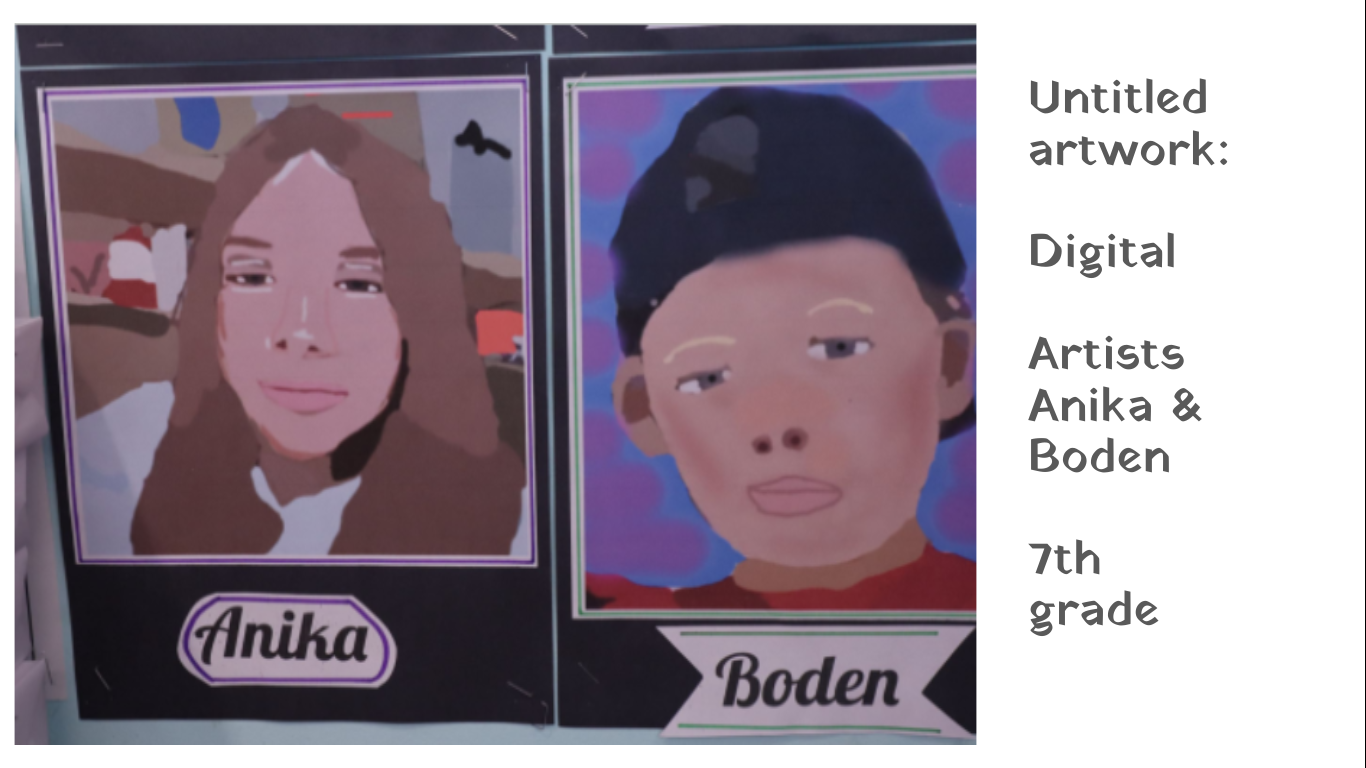 Anika
Boden
Untitled
artwork:
Digital
Artists
Anika &
Boden
7th
grade